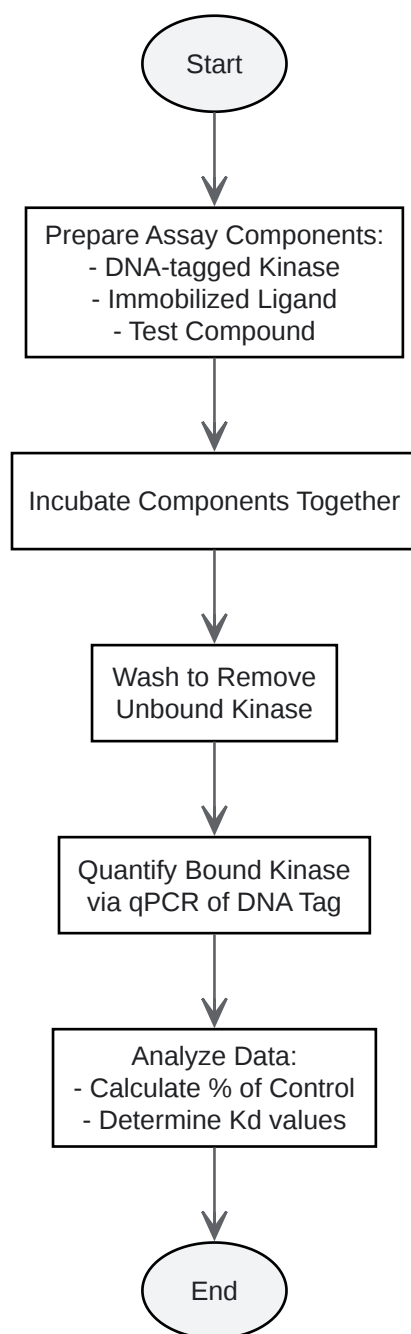 Start
Prepare Assay Components:
- DNA-tagged Kinase
- Immobilized Ligand
- Test Compound
Incubate Components Together
Wash to Remove
Unbound Kinase
Quantify Bound Kinase
via qPCR of DNA Tag
Analyze Data:
- Calculate % of Control
- Determine Kd values
End